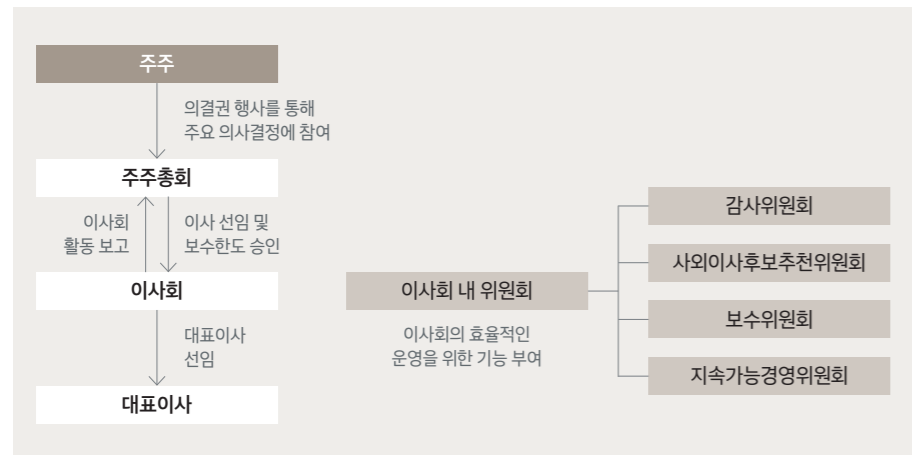 주주
의결권 행사를 통해
주요 의사결정에 참여
주주총회
이사회
활동 보고
이사 선임 및
보수한도 승인
이사회
대표이사
선임
대표이사
이사회 내 위원회
이사회의 효율적인
운영을 위한 기능 부여
감사위원회
사외이사후보추천위원회
보수위원회
지속가능경영위원회